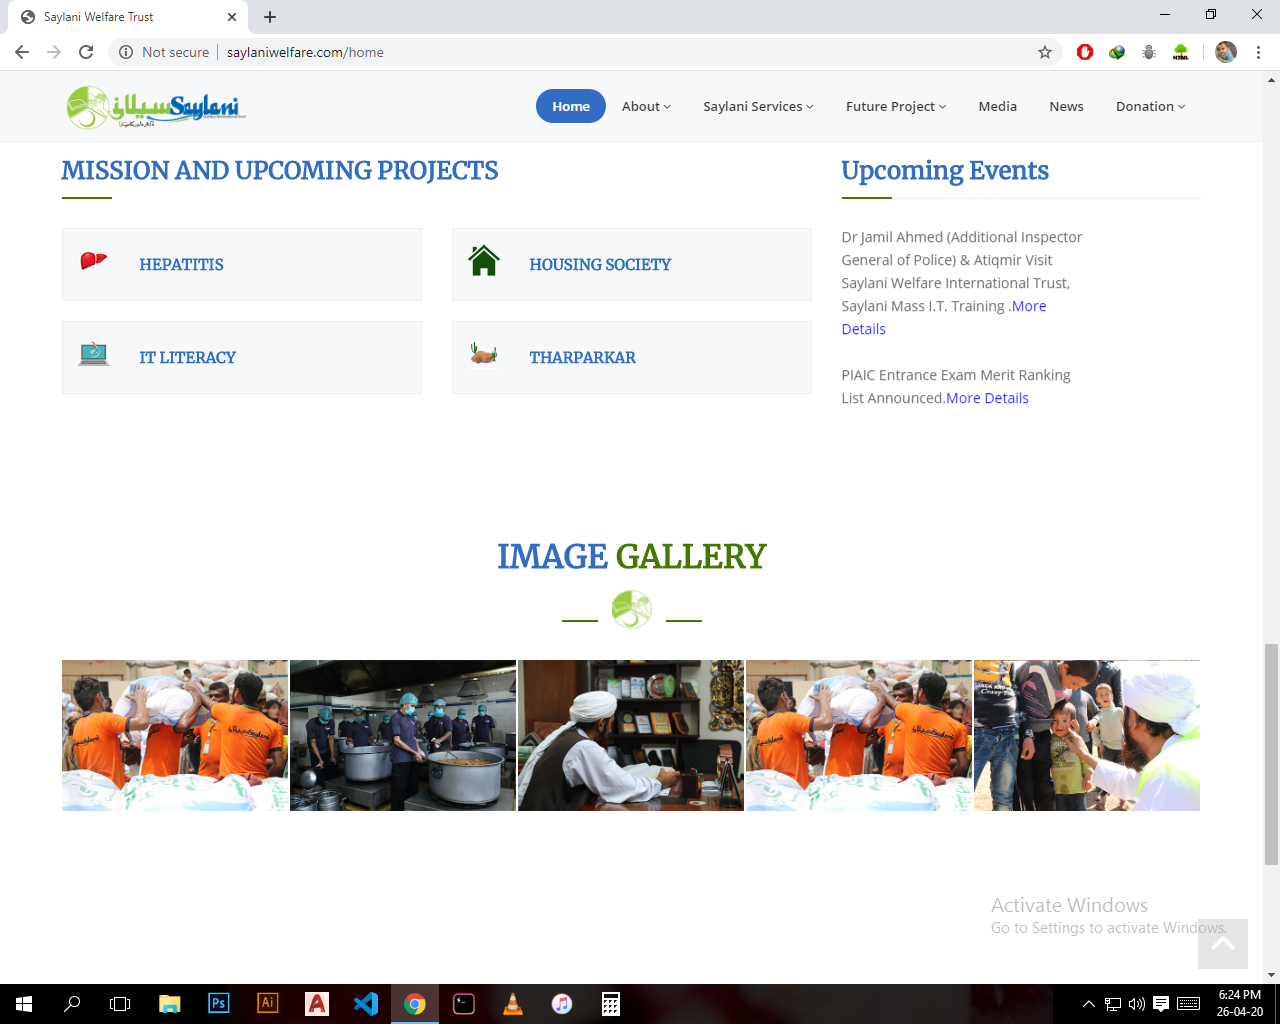 Saylani Welfare Trust
Not secure
saylaniwelfare.com/home
سیلانی Saylani
Home
About
Saylani Services
Future Project
Media
News
Donation
MISSION AND UPCOMING PROJECTS
HEPATITIS
HOUSING SOCIETY
IT LITERACY
THARPARKAR
Upcoming Events
Dr Jamil Ahmed (Additional Inspector
General of Police) & Atiqmir Visit
Saylani Welfare International Trust,
Saylani Mass I.T. Training .More
Details
PIAIC Entrance Exam Merit Ranking
List Announced.More Details
IMAGE GALLERY
Activate Windows
Go to Settings to activate Windows.
Ps
Ai
A
6:24 PM
26-04-20